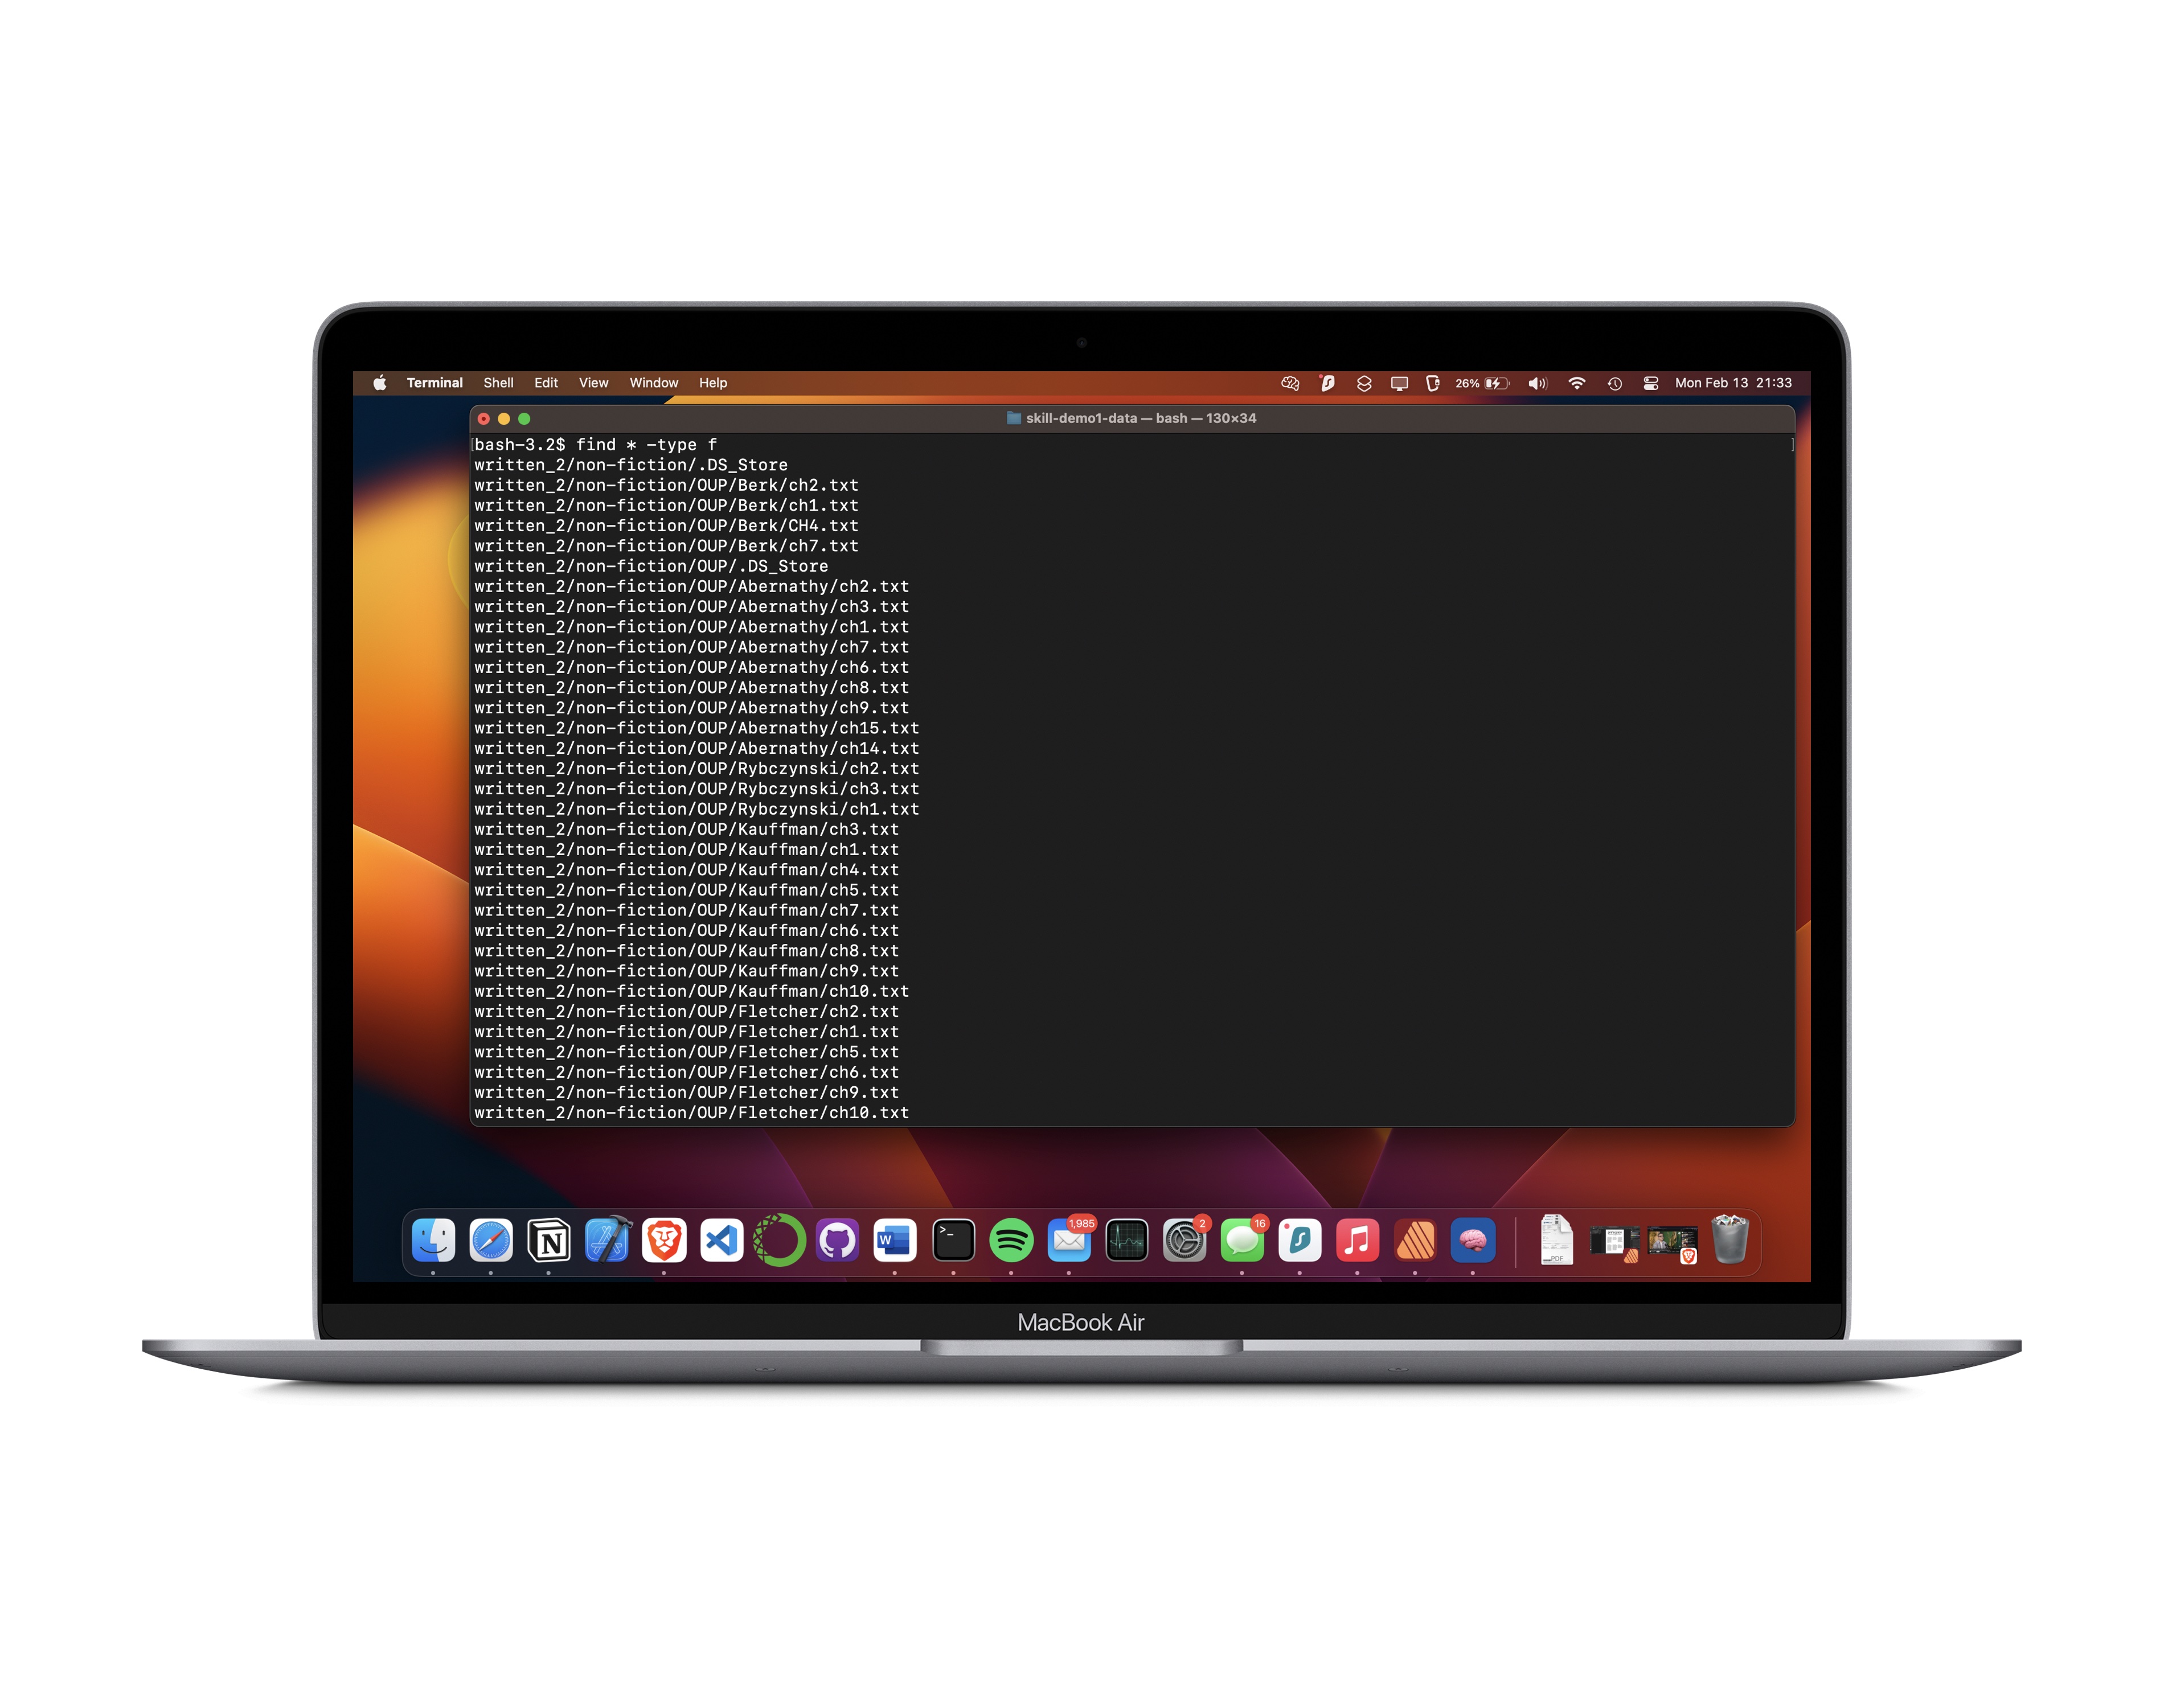 Terminal Shell Edit View Window Help 26% Mon Feb 13 21:33
skill-demo1-data — bash — 130×34
bash-3.2$ find * -type f
written_2/non-fiction/.DS_Store
written_2/non-fiction/OUP/Berk/ch2.txt
written_2/non-fiction/OUP/Berk/ch1.txt
written_2/non-fiction/OUP/Berk/CH4.txt
written_2/non-fiction/OUP/Berk/ch7.txt
written_2/non-fiction/OUP/.DS_Store
written_2/non-fiction/OUP/Abernathy/ch2.txt
written_2/non-fiction/OUP/Abernathy/ch3.txt
written_2/non-fiction/OUP/Abernathy/ch1.txt
written_2/non-fiction/OUP/Abernathy/ch7.txt
written_2/non-fiction/OUP/Abernathy/ch6.txt
written_2/non-fiction/OUP/Abernathy/ch8.txt
written_2/non-fiction/OUP/Abernathy/ch9.txt
written_2/non-fiction/OUP/Abernathy/ch15.txt
written_2/non-fiction/OUP/Abernathy/ch14.txt
written_2/non-fiction/OUP/Rybczynski/ch2.txt
written_2/non-fiction/OUP/Rybczynski/ch3.txt
written_2/non-fiction/OUP/Rybczynski/ch1.txt
written_2/non-fiction/OUP/Kauffman/ch3.txt
written_2/non-fiction/OUP/Kauffman/ch1.txt
written_2/non-fiction/OUP/Kauffman/ch4.txt
written_2/non-fiction/OUP/Kauffman/ch5.txt
written_2/non-fiction/OUP/Kauffman/ch7.txt
written_2/non-fiction/OUP/Kauffman/ch6.txt
written_2/non-fiction/OUP/Kauffman/ch8.txt
written_2/non-fiction/OUP/Kauffman/ch9.txt
written_2/non-fiction/OUP/Kauffman/ch10.txt
written_2/non-fiction/OUP/Fletcher/ch2.txt
written_2/non-fiction/OUP/Fletcher/ch1.txt
written_2/non-fiction/OUP/Fletcher/ch5.txt
written_2/non-fiction/OUP/Fletcher/ch6.txt
written_2/non-fiction/OUP/Fletcher/ch9.txt
written_2/non-fiction/OUP/Fletcher/ch10.txt
1,985 2 16
N W >_ PDF
MacBook Air